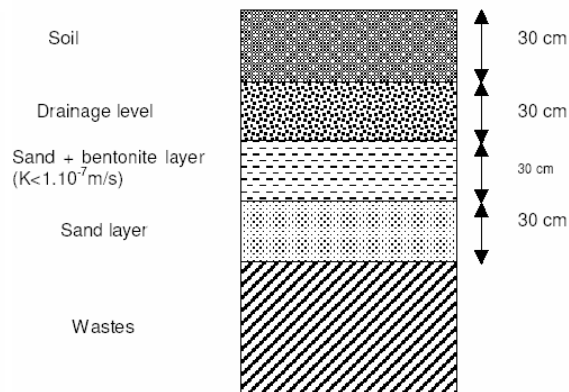 Soil
30 cm
Drainage level
30 cm
Sand + bentonite layer
(K<1.10⁻⁷m/s)
30 cm
Sand layer
30 cm
Wastes